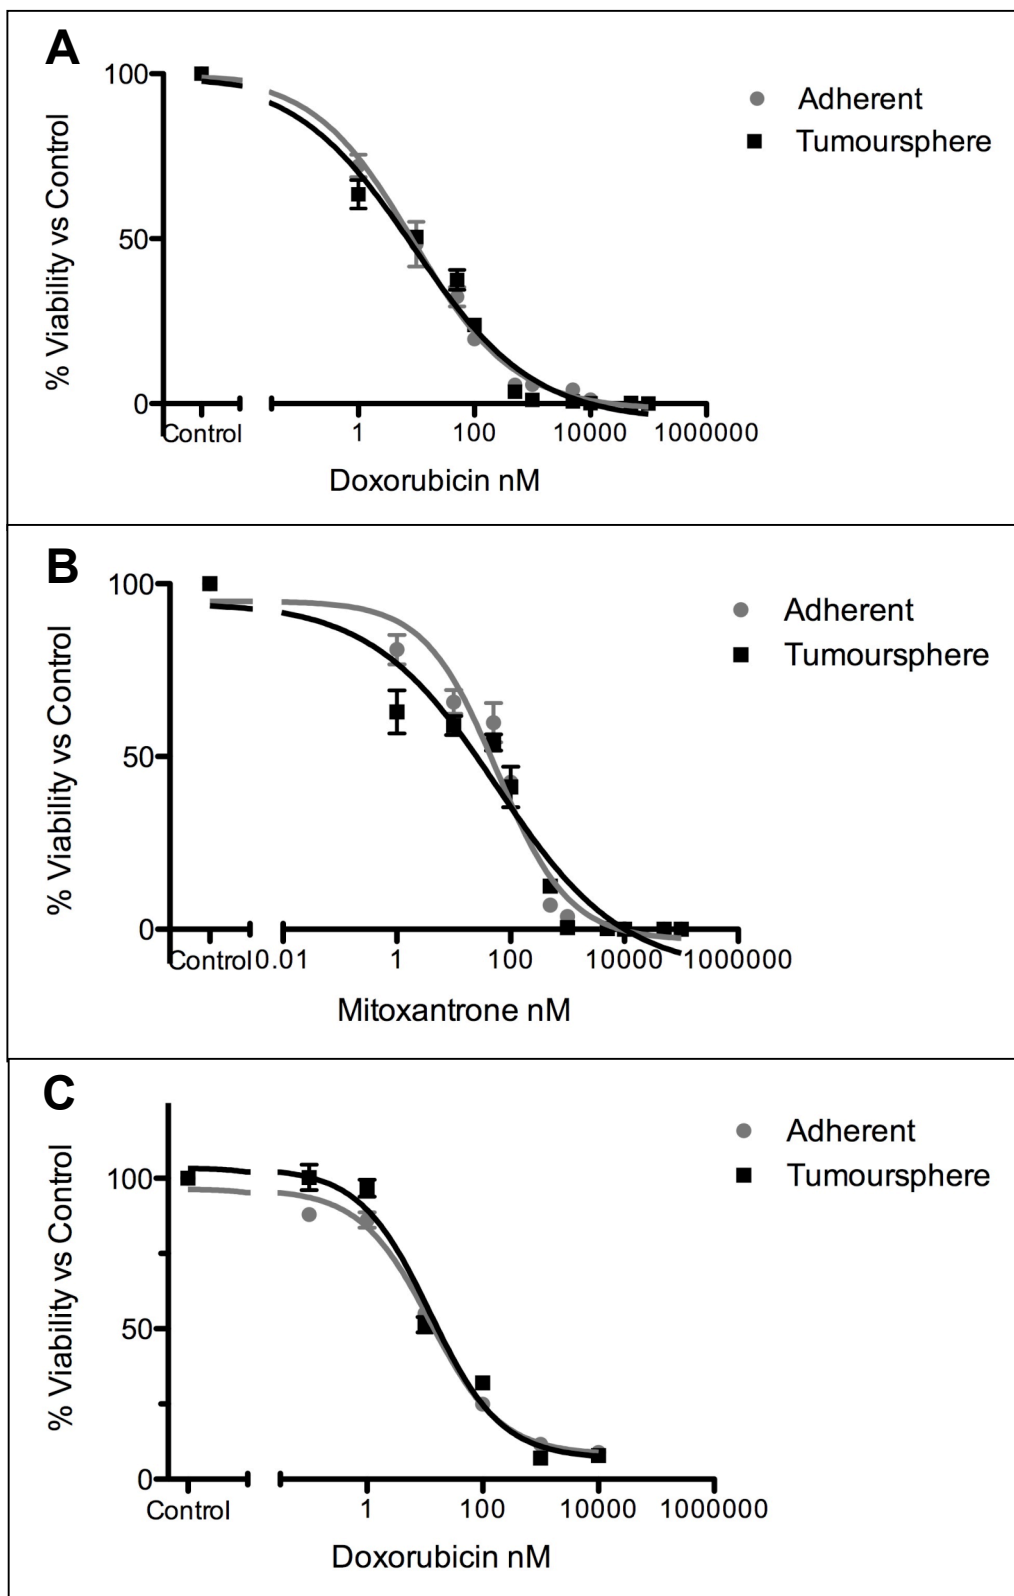 A
100
50
0
% Viability vs Control
Adherent
Tumoursphere
Control 1 100 10000 1000000
Doxorubicin nM
B
100
50
0
% Viability vs Control
Adherent
Tumoursphere
Control 0.01 1 100 10000 1000000
Mitoxantrone nM
C
100
50
0
% Viability vs Control
Adherent
Tumoursphere
Control 1 100 10000 1000000
Doxorubicin nM